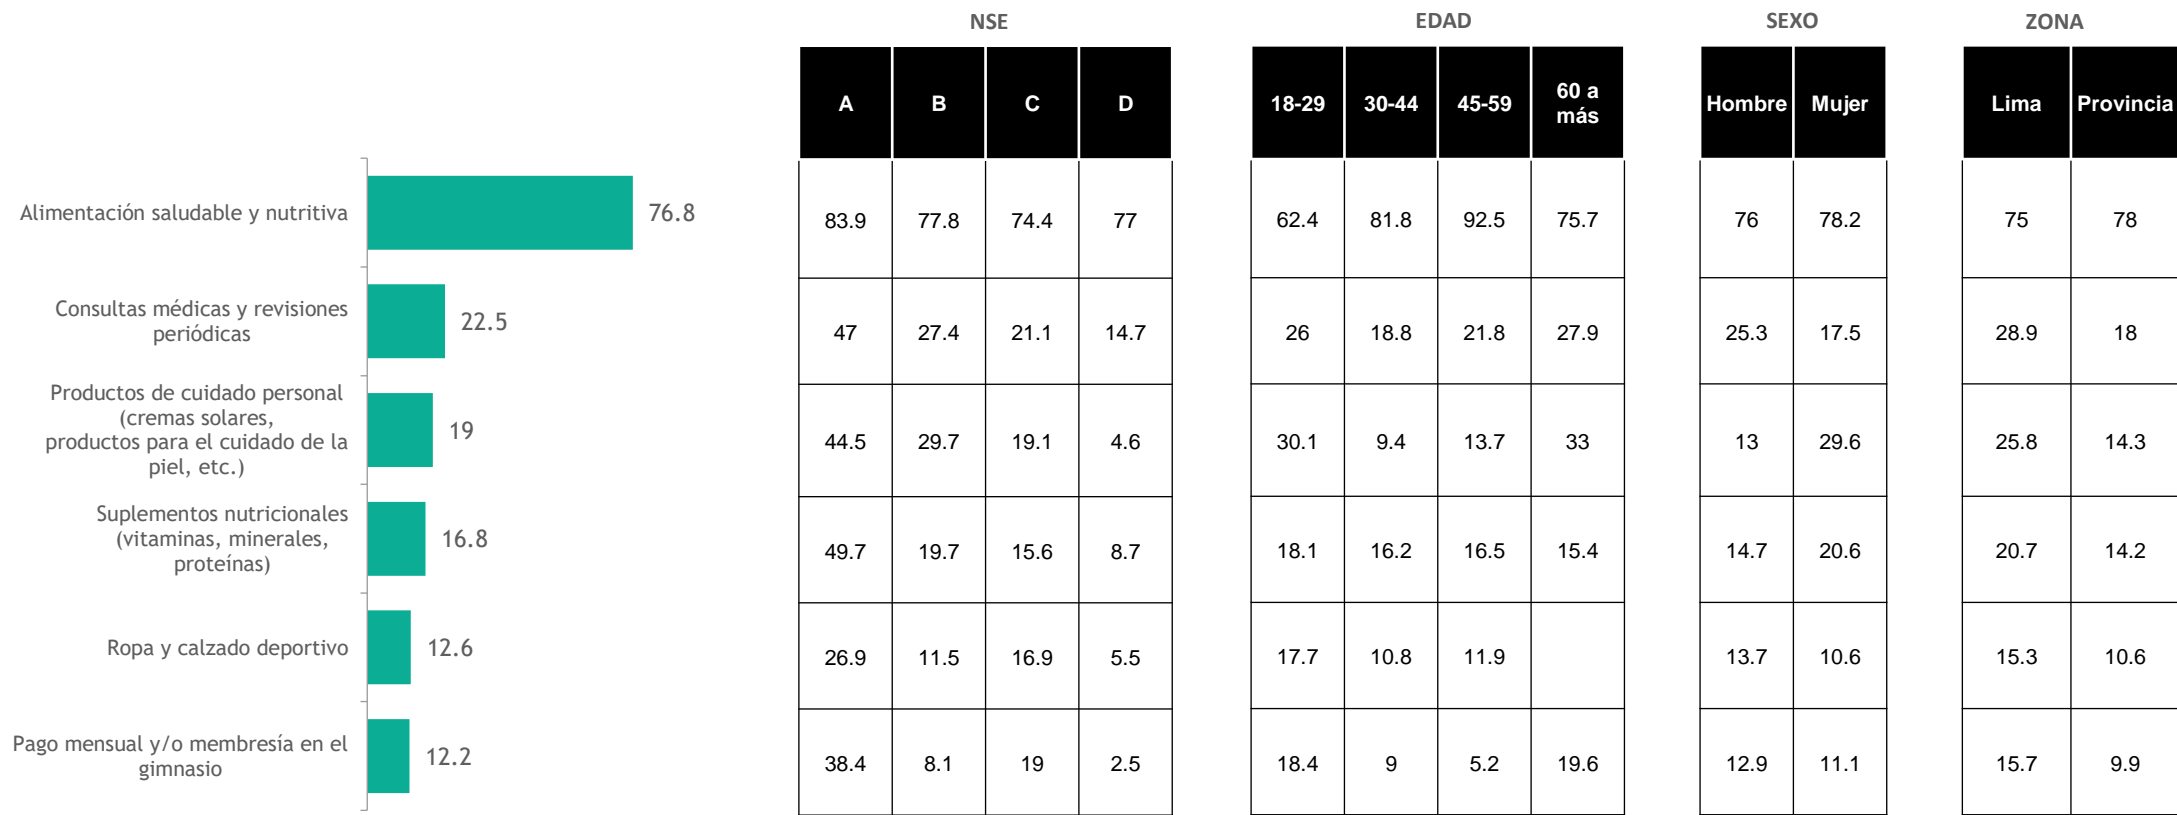 NSE EDAD SEXO ZONA
A B C D 18-29 30-44 45-59 60 a más Hombre Mujer Lima Provincia
Alimentación saludable y nutritiva 76.8 83.9 77.8 74.4 77 62.4 81.8 92.5 75.7 76 78.2 75 78
Consultas médicas y revisiones
periódicas
22.5 47 27.4 21.1 14.7 26 18.8 21.8 27.9 25.3 17.5 28.9 18
Productos de cuidado personal
(cremas solares,
productos para el cuidado de la
piel, etc.)
19 44.5 29.7 19.1 4.6 30.1 9.4 13.7 33 13 29.6 25.8 14.3
Suplementos nutricionales
(vitaminas, minerales,
proteínas)
16.8 49.7 19.7 15.6 8.7 18.1 16.2 16.5 15.4 14.7 20.6 20.7 14.2
Ropa y calzado deportivo 12.6 26.9 11.5 16.9 5.5 17.7 10.8 11.9 13.7 10.6 15.3 10.6
Pago mensual y/o membresía en el
gimnasio
12.2 38.4 8.1 19 2.5 18.4 9 5.2 19.6 12.9 11.1 15.7 9.9